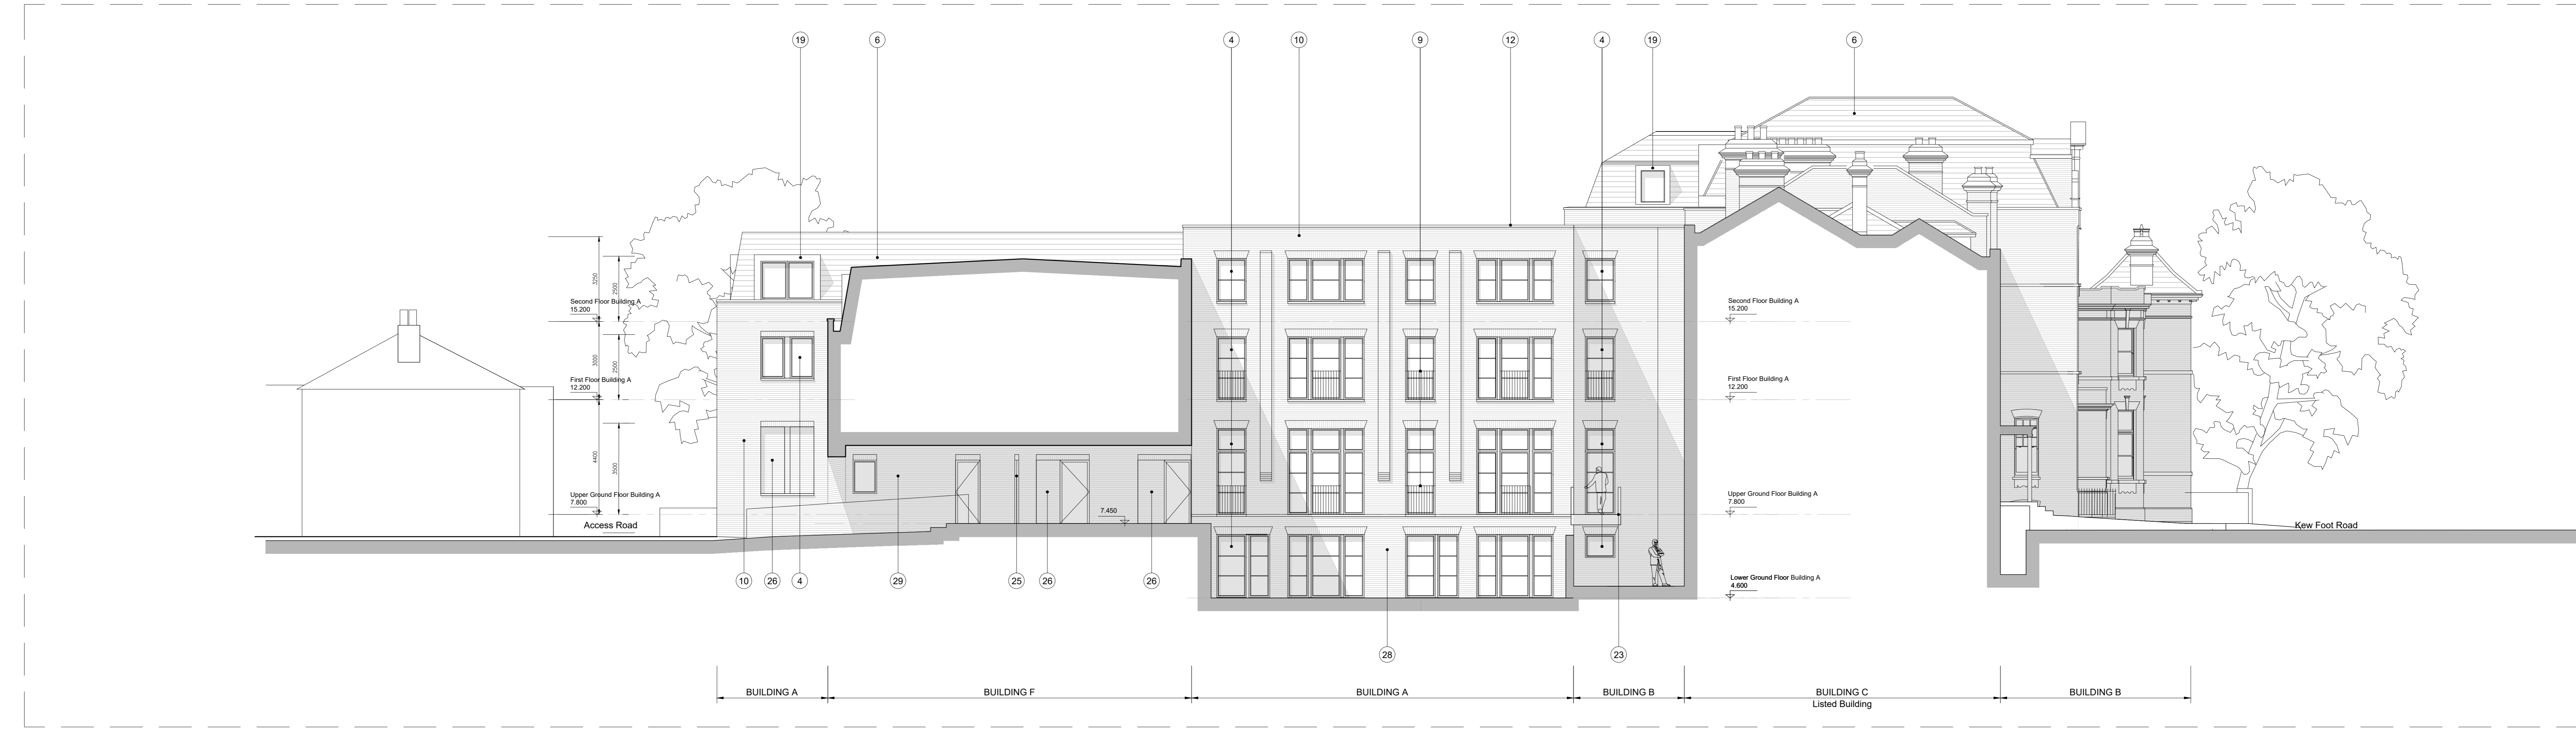 19
6
4
10
9
12
4
19
6
3250
2500
Second Floor Building A
15.200
Second Floor Building A
15.200
3000
2500
First Floor Building A
12.200
First Floor Building A
12.200
4400
3500
Upper Ground Floor Building A
7.800
Upper Ground Floor Building A
7.800
7.450
Access Road
Kew Foot Road
Lower Ground Floor Building A
4.600
10
26
4
29
25
26
26
28
23
BUILDING A
BUILDING F
BUILDING A
BUILDING B
BUILDING C
BUILDING B
Listed Building